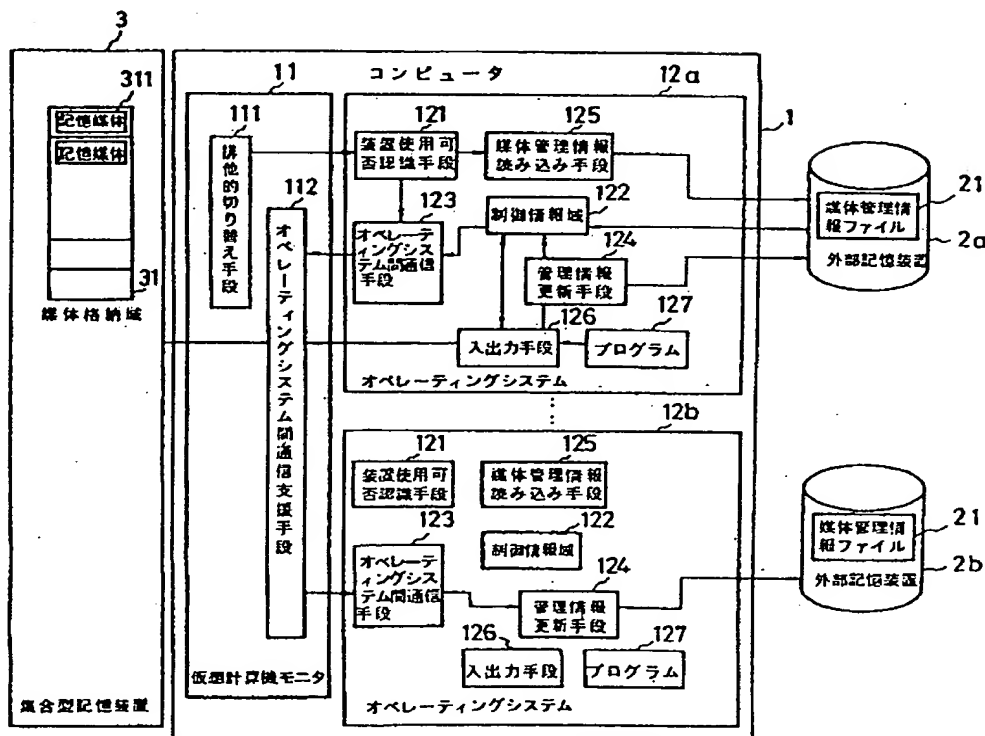 3
311
記憶媒体
記憶媒体
31
媒体格納域
集合型記憶装置
コンピュータ
1
11
111
排他的切り替え手段
112
オペレーティングシステム間通信支援手段
仮想計算機モニタ
12a
121
装置使用可
否認識手段
125
媒体管理情報
読み込み手段
123
オペレーテ
ィングシス
テム間通信
手段
122
制御情報域
124
管理情報
更新手段
126
入出力手段
127
プログラム
オペレーティングシステム
12b
121
装置使用可
否認識手段
125
媒体管理情報
読み込み手段
123
オペレーテ
ィングシス
テム間通信
手段
122
制御情報域
124
管理情報
更新手段
126
入出力手段
127
プログラム
オペレーティングシステム
21
媒体管理情
報ファイル
2a
外部記憶装置
21
媒体管理情
報ファイル
2b
外部記憶装置